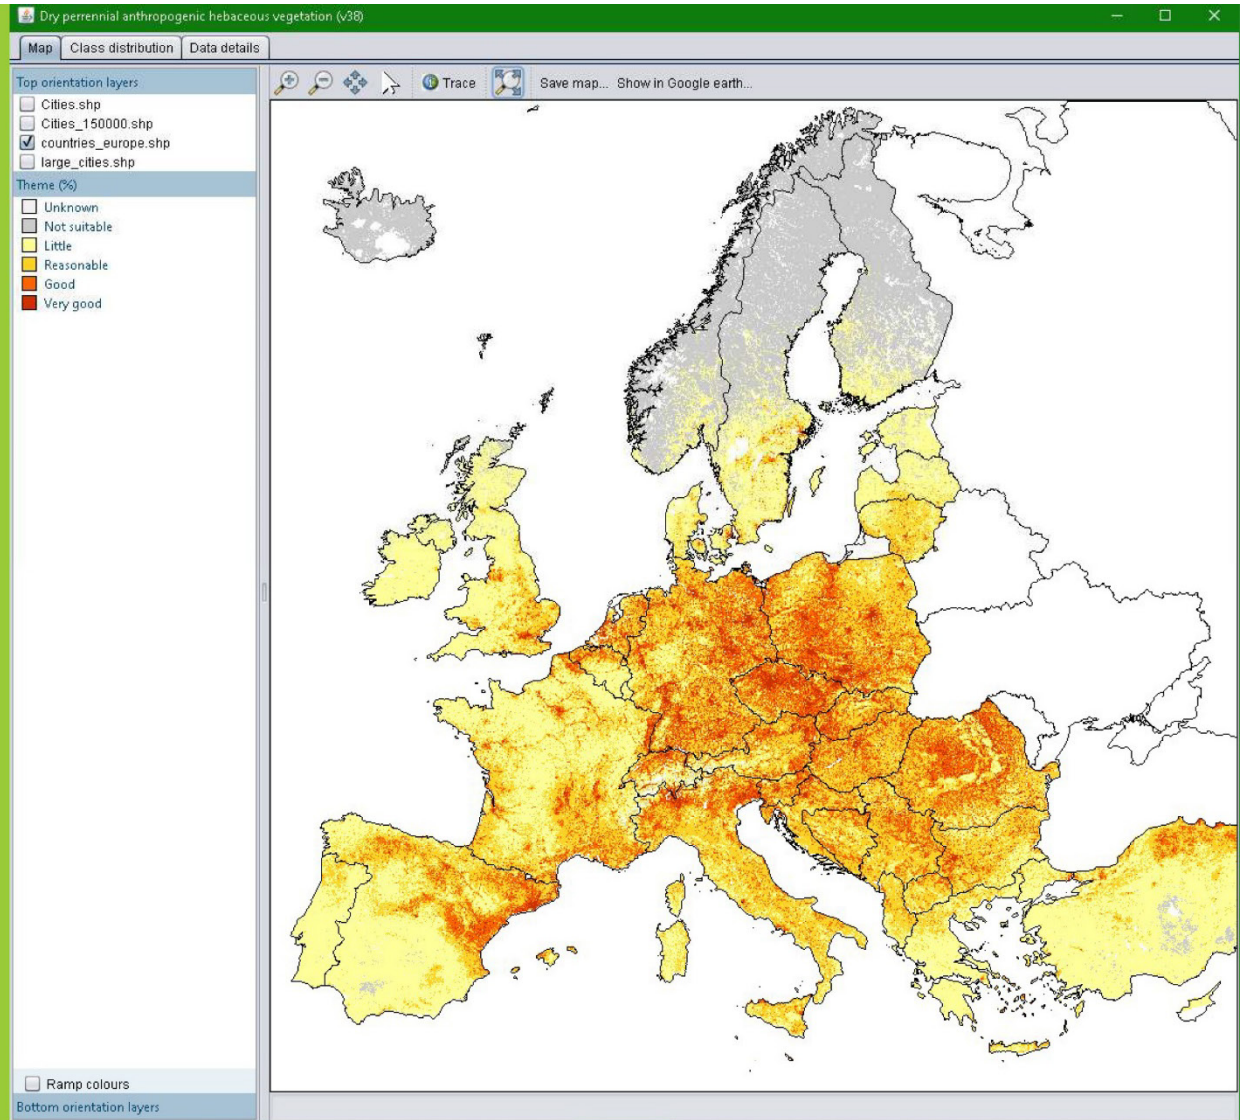 Dry perrennial anthropogenic hebaceous vegetation (v38)
Map Class distribution Data details
Top orientation layers
Cities.shp
Cities_150000.shp
countries_europe.shp
large_cities.shp
Theme (%)
Unknown
Not suitable
Little
Reasonable
Good
Very good
Ramp colours
Bottom orientation layers
Trace Save map... Show in Google earth...